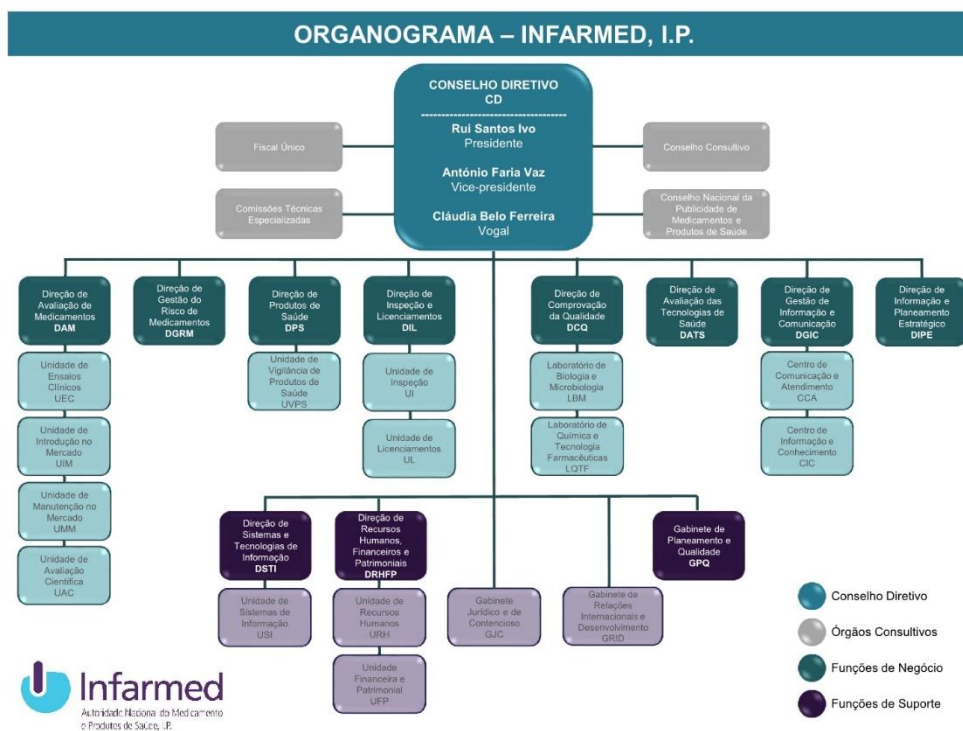 ORGANOGRAMA – INFARMED, I.P.
CONSELHO DIRETIVO
CD
Rui Santos Ivo
Presidente
António Faria Vaz
Vice-presidente
Cláudia Belo Ferreira
Vogal
Fiscal Único
Conselho Consultivo
Comissões Técnicas
Especializadas
Conselho Nacional da
Publicidade de
Medicamentos e
Produtos de Saúde
Direção de
Avaliação de
Medicamentos
DAM
Direção de
Gestão do
Risco de
Medicamentos
DGRM
Direção de
Produtos de
Saúde
DPS
Direção de
Inspeção e
Licenciamentos
DIL
Direção de
Comprovação
da Qualidade
DCQ
Direção de
Avaliação das
Tecnologias de
Saúde
DATS
Direção de
Gestão de
Informação e
Comunicação
DGIC
Direção de
Informação e
Planeamento
Estratégico
DIPE
Unidade de
Ensaios
Clínicos
UEC
Unidade de
Vigilância de
Produtos de
Saúde
UVPS
Unidade de
Inspeção
UI
Laboratório de
Biologia e
Microbiologia
LBM
Centro de
Comunicação e
Atendimento
CCA
Unidade de
Introdução no
Mercado
UIM
Unidade de
Licenciamentos
UL
Laboratório de
Química e
Tecnologia
Farmacêuticas
LQTF
Centro de
Informação e
Conhecimento
CIC
Unidade de
Manutenção no
Mercado
UMM
Unidade de
Avaliação
Científica
UAC
Direção de
Sistemas e
Tecnologias de
Informação
DSTI
Direção de
Recursos
Humanos,
Financeiros e
Patrimoniais
DRHFP
Gabinete de
Planeamento e
Qualidade
GPQ
Unidade de
Sistemas de
Informação
USI
Unidade de
Recursos
Humanos
URH
Gabinete
Jurídico e de
Contencioso
GJC
Gabinete de
Relações
Internacionais e
Desenvolvimento
GRID
Unidade
Financeira e
Patrimonial
UFP
Conselho Diretivo
Órgãos Consultivos
Funções de Negócio
Funções de Suporte
Infarmed
Autoridade Nacional do Medicamento
e Produtos de Saúde, I.P.